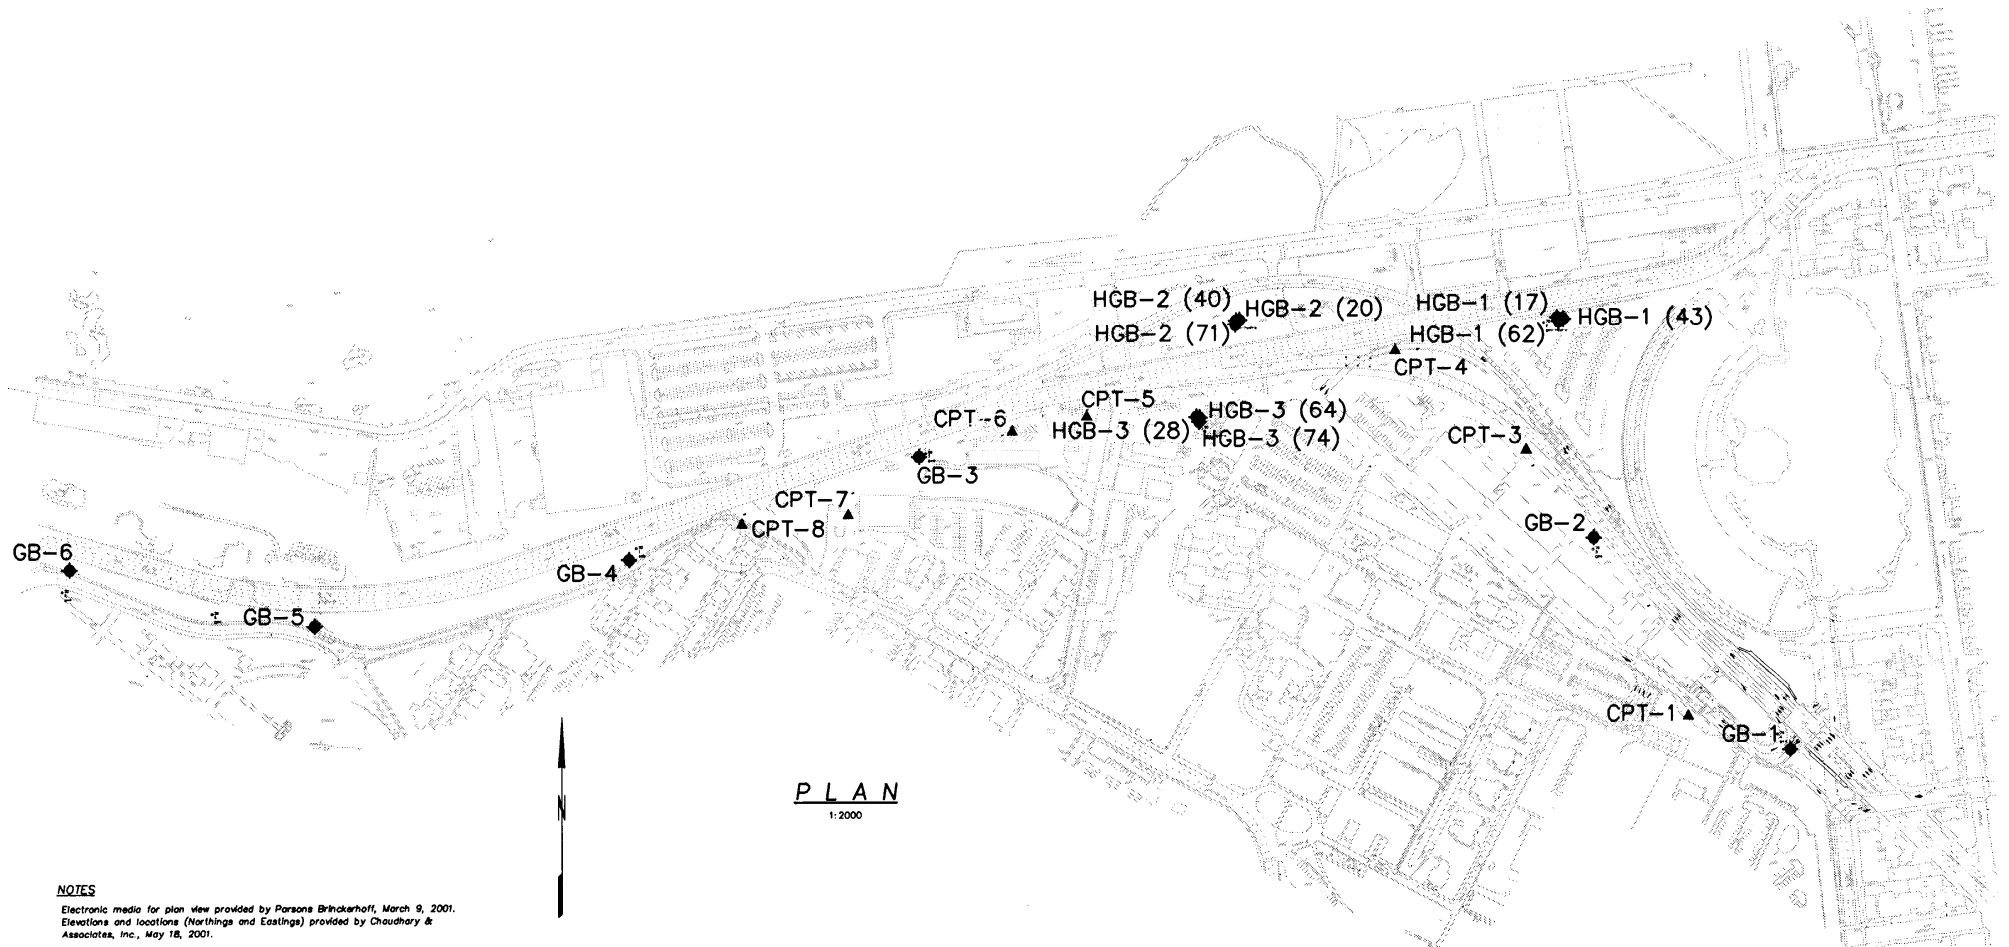 HGB-2 (40)
HGB-2 (20)
HGB-2 (71)
HGB-1 (17)
HGB-1 (43)
HGB-1 (62)
CPT-4
CPT-5
CPT-6
HGB-3 (64)
HGB-3 (28)
HGB-3 (74)
CPT-3
GB-3
CPT-7
CPT-8
GB-2
GB-6
GB-4
GB-5
CPT-1
GB-1
N
PLAN
1:2000
NOTES
Electronic media for plan view provided by Parsons Brinckerhoff, March 9, 2001.
Elevations and locations (Northings and Eastings) provided by Chaudhary &
Associates, Inc., May 18, 2001.